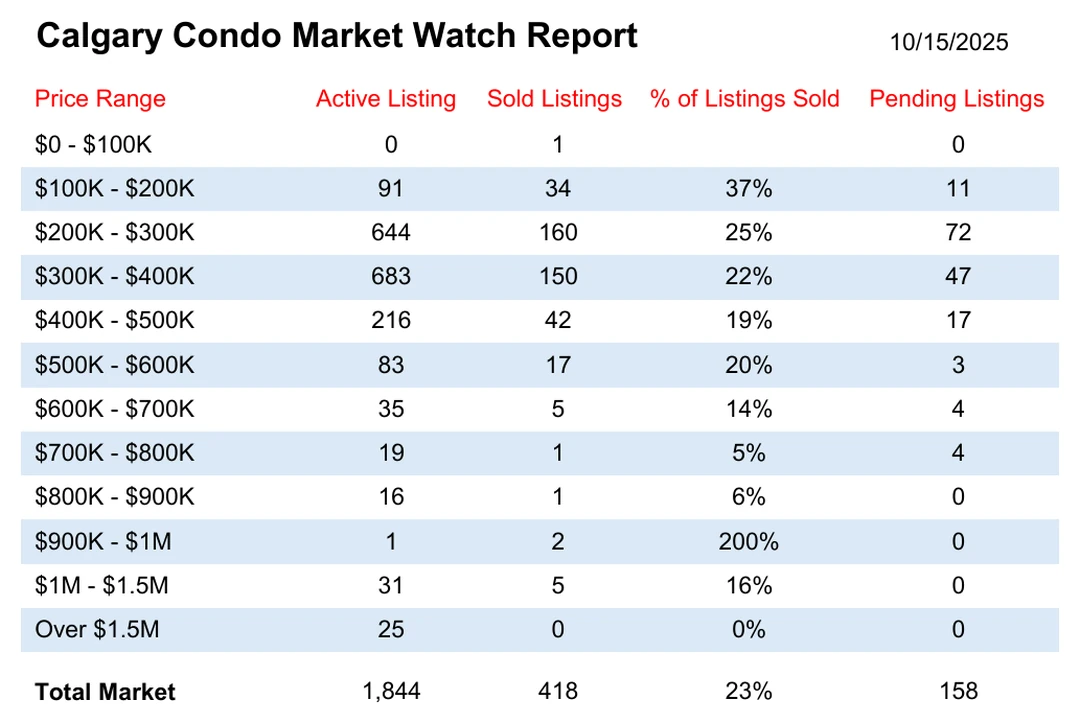 Calgary Condo Market Watch Report 10/15/2025
Price Range Active Listing Sold Listings % of Listings Sold Pending Listings
$0 - $100K 0 1 0
$100K - $200K 91 34 37% 11
$200K - $300K 644 160 25% 72
$300K - $400K 683 150 22% 47
$400K - $500K 216 42 19% 17
$500K - $600K 83 17 20% 3
$600K - $700K 35 5 14% 4
$700K - $800K 19 1 5% 4
$800K - $900K 16 1 6% 0
$900K - $1M 1 2 200% 0
$1M - $1.5M 31 5 16% 0
Over $1.5M 25 0 0% 0
Total Market 1,844 418 23% 158